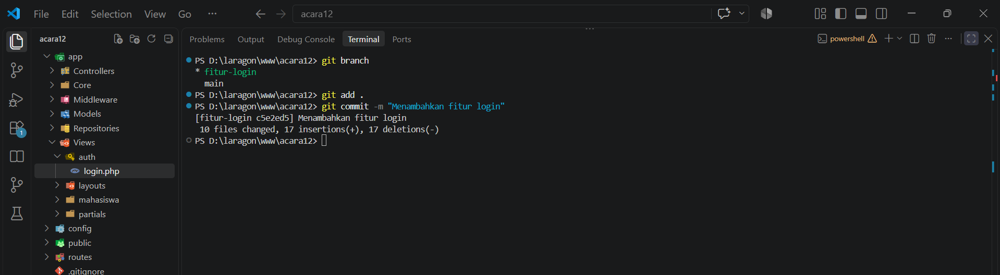 File Edit Selection View Go ··· acara12
acara12
Problems Output Debug Console Terminal Ports
powershell
app
Controllers
Core
Middleware
Models
Repositories
Views
auth
login.php
layouts
mahasiswa
partials
config
public
routes
.gitignore
1
PS D:\laragon\www\acara12> git branch
* fitur-login
main
PS D:\laragon\www\acara12> git add .
PS D:\laragon\www\acara12> git commit -m "Menambahkan fitur login"
[fitur-login c5e2ed5] Menambahkan fitur login
10 files changed, 17 insertions(+), 17 deletions(-)
PS D:\laragon\www\acara12>